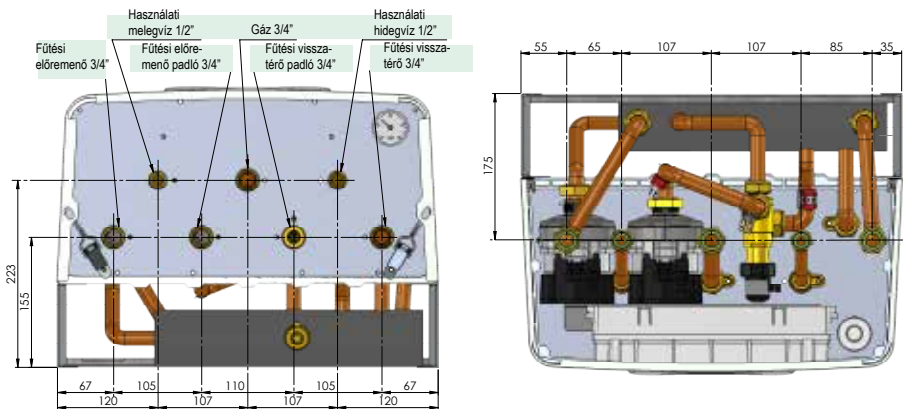 Használati
melegvíz 1/2"
Gáz 3/4"
Használati
hidegvíz 1/2"
Fűtési
előremenő 3/4"
Fűtési előre-
menő padló 3/4"
Fűtési vissza-
térő padló 3/4"
Fűtési vissza-
térő 3/4"
223
155
67
105
110
105
67
120
107
107
120
55
65
107
107
85
35
175